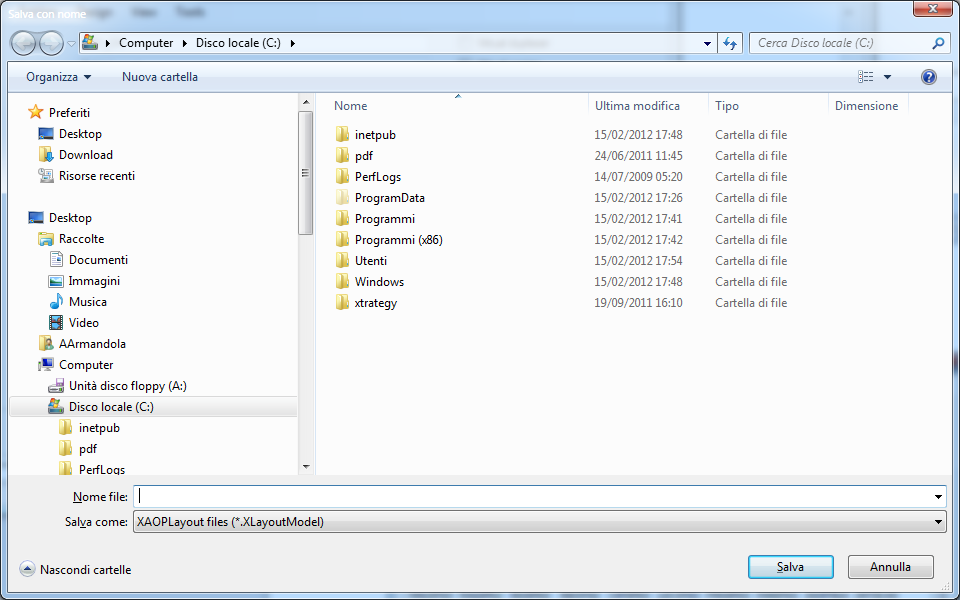 Salva con nome
Computer Disco locale (C:)
Cerca Disco locale (C:)
Organizza Nuova cartella
Nome Ultima modifica Tipo Dimensione
Preferiti
Desktop
Download
Risorse recenti
Desktop
Raccolte
Documenti
Immagini
Musica
Video
AArmandola
Computer
Unità disco floppy (A:)
Disco locale (C:)
inetpub
pdf
PerfLogs
inetpub 15/02/2012 17:48 Cartella di file
pdf 24/06/2011 11:45 Cartella di file
PerfLogs 14/07/2009 05:20 Cartella di file
ProgramData 15/02/2012 17:26 Cartella di file
Programmi 15/02/2012 17:41 Cartella di file
Programmi (x86) 15/02/2012 17:42 Cartella di file
Utenti 15/02/2012 17:54 Cartella di file
Windows 15/02/2012 17:48 Cartella di file
xtrategy 19/09/2011 16:10 Cartella di file
Nome file:
Salva come: XAOPLayout files (*.XLayoutModel)
Nascondi cartelle
Salva Annulla